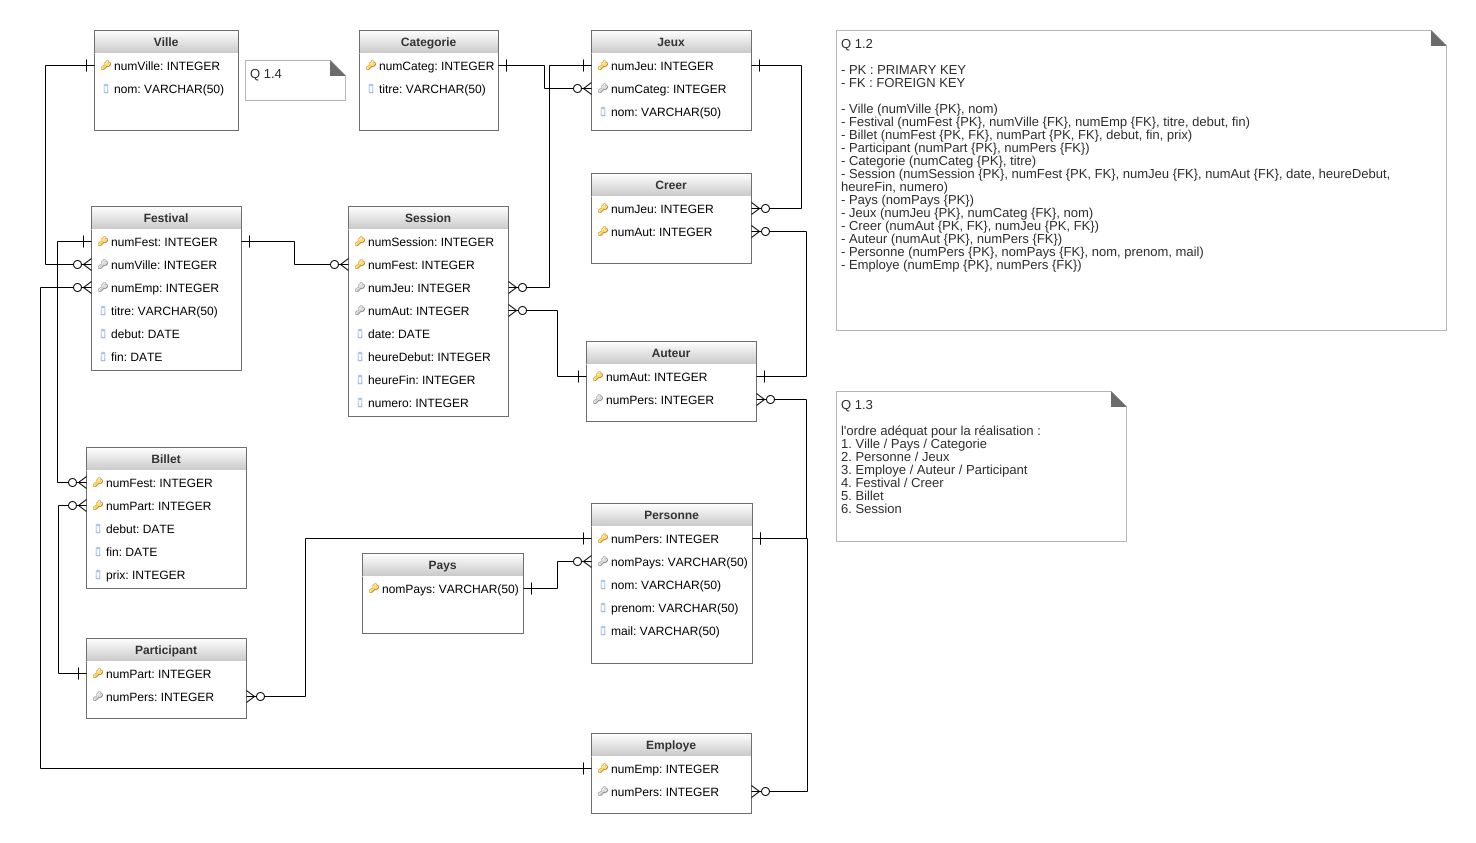 Ville
numVille: INTEGER
nom: VARCHAR(50)
Q 1.4
Categorie
numCateg: INTEGER
titre: VARCHAR(50)
Jeux
numJeu: INTEGER
numCateg: INTEGER
nom: VARCHAR(50)
Creer
numJeu: INTEGER
numAut: INTEGER
Festival
numFest: INTEGER
numVille: INTEGER
numEmp: INTEGER
titre: VARCHAR(50)
debut: DATE
fin: DATE
Session
numSession: INTEGER
numFest: INTEGER
numJeu: INTEGER
numAut: INTEGER
date: DATE
heureDebut: INTEGER
heureFin: INTEGER
numero: INTEGER
Auteur
numAut: INTEGER
numPers: INTEGER
Billet
numFest: INTEGER
numPart: INTEGER
debut: DATE
fin: DATE
prix: INTEGER
Pays
nomPays: VARCHAR(50)
Personne
numPers: INTEGER
nomPays: VARCHAR(50)
nom: VARCHAR(50)
prenom: VARCHAR(50)
mail: VARCHAR(50)
Participant
numPart: INTEGER
numPers: INTEGER
Employe
numEmp: INTEGER
numPers: INTEGER
Q 1.2
- PK : PRIMARY KEY
- FK : FOREIGN KEY
- Ville (numVille {PK}, nom)
- Festival (numFest {PK}, numVille {FK}, numEmp {FK}, titre, debut, fin)
- Billet (numFest {PK, FK}, numPart {PK, FK}, debut, fin, prix)
- Participant (numPart {PK}, numPers {FK})
- Categorie (numCateg {PK}, titre)
- Session (numSession {PK}, numFest {PK, FK}, numJeu {FK}, numAut {FK}, date, heureDebut,
heureFin, numero)
- Pays (nomPays {PK})
- Jeux (numJeu {PK}, numCateg {FK}, nom)
- Creer (numAut {PK, FK}, numJeu {PK, FK})
- Auteur (numAut {PK}, numPers {FK})
- Personne (numPers {PK}, nomPays {FK}, nom, prenom, mail)
- Employe (numEmp {PK}, numPers {FK})
Q 1.3
l'ordre adéquat pour la réalisation :
1. Ville / Pays / Categorie
2. Personne / Jeux
3. Employe / Auteur / Participant
4. Festival / Creer
5. Billet
6. Session